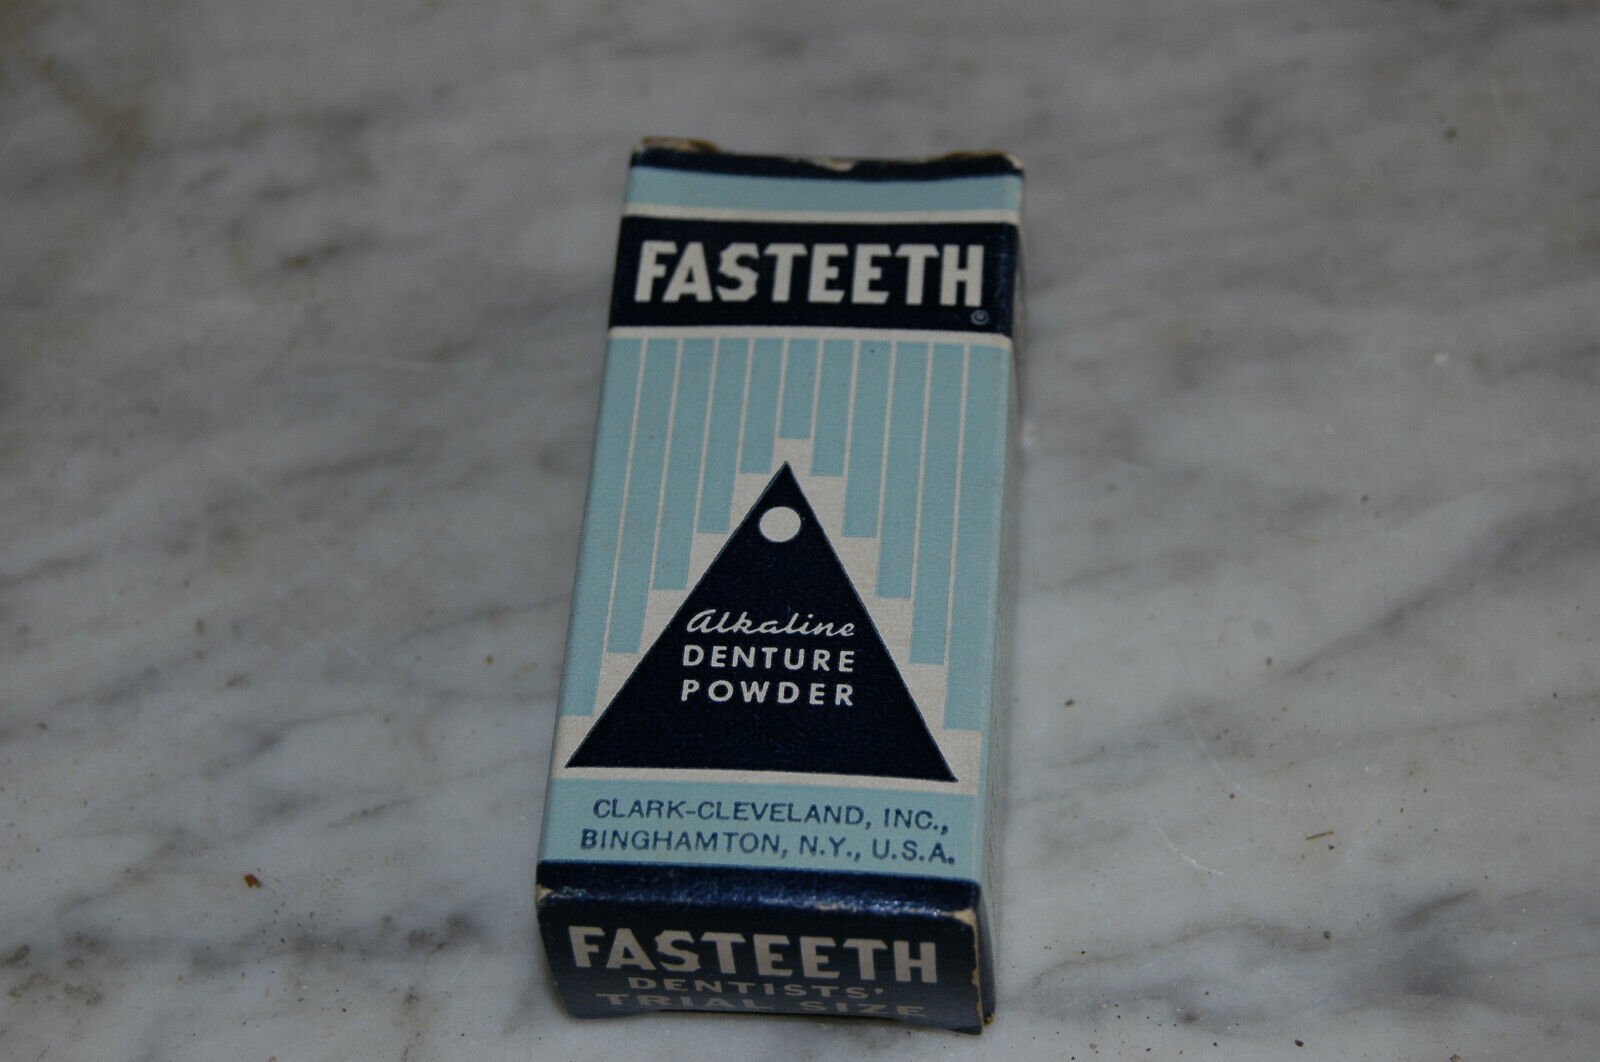 FASTEETH
®
Alkaline
DENTURE
POWDER
CLARK-CLEVELAND, INC.,
BINGHAMTON, N.Y., U.S.A.
FASTEETH
DENTISTS'
TRIAL SIZE